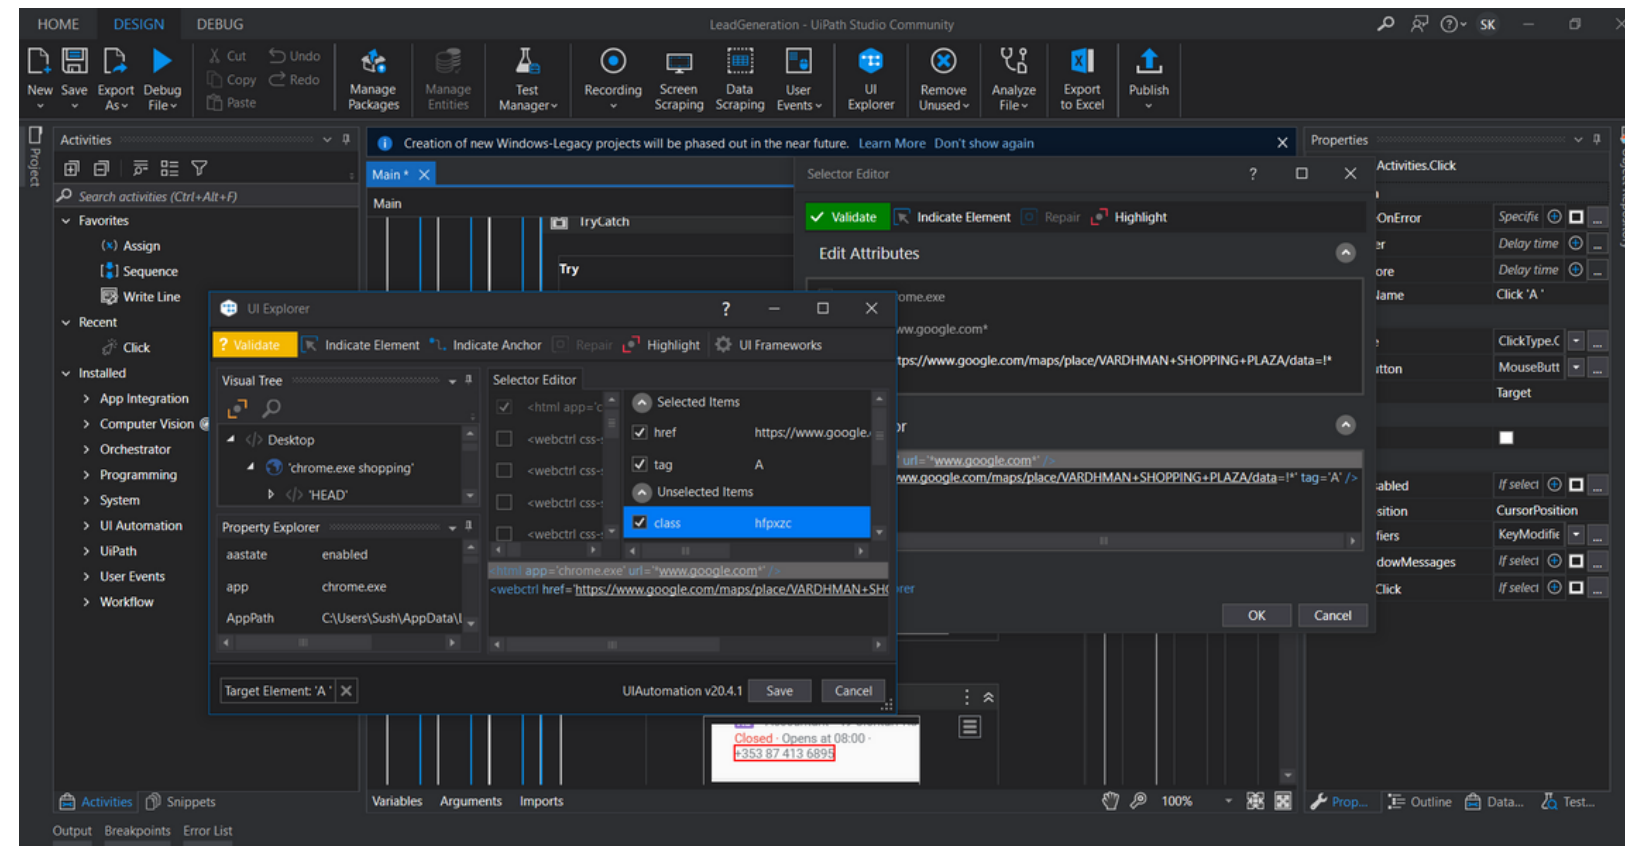 HOME DESIGN DEBUG LeadGeneration - UiPath Studio Community SK
New Save Export As Debug File Cut Copy Paste Undo Redo Manage Packages Manage Entities Test Manager Recording Screen Scraping Data Scraping User Events UI Explorer Remove Unused Analyze File Export to Excel Publish
Project
Activities
Search activities (Ctrl+Alt+F)
Favorites
Assign
Sequence
Write Line
Recent
Click
Installed
App Integration
Computer Vision
Orchestrator
Programming
System
UI Automation
UiPath
User Events
Workflow
Creation of new Windows-Legacy projects will be phased out in the near future. Learn More Don't show again
Main *
Main
TryCatch
Try
Selector Editor ?
Validate Indicate Element Repair Highlight
Edit Attributes
ome.exe
ww.google.com*
tps://www.google.com/maps/place/VARDHMAN+SHOPPING+PLAZA/data=!*
or
' url='*www.google.com*' />
ww.google.com/maps/place/VARDHMAN+SHOPPING+PLAZA/data=!*' tag='A' />
orer
OK Cancel
UI Explorer ?
? Validate Indicate Element Indicate Anchor Repair Highlight UI Frameworks
Visual Tree
</> Desktop
'chrome.exe shopping'
</> 'HEAD'
Property Explorer
aastate enabled
app chrome.exe
AppPath C:\Users\Sush\AppData\L
Selector Editor
<html app='c
<webctrl css-s
<webctrl css-s
<webctrl css-s
<webctrl css-s
Selected Items
href https://www.google.
tag A
Unselected Items
class hfpxzc
<html app='chrome.exe' url='*www.google.com*' />
<webctrl href='https://www.google.com/maps/place/VARDHMAN+SH
Target Element: 'A ' UIAutomation v20.4.1 Save Cancel
Closed · Opens at 08:00 ·
+353 87 413 6895
Properties
Activities.Click
OnError Specifie
er Delay time
ore Delay time
Name Click 'A '
ClickType.C
utton MouseButt
Target
abled If select
sition CursorPosition
fiers KeyModifie
dowMessages If select
Click If select
Activities Snippets
Variables Arguments Imports 100%
Prop... Outline Data... Test...
Output Breakpoints Error List